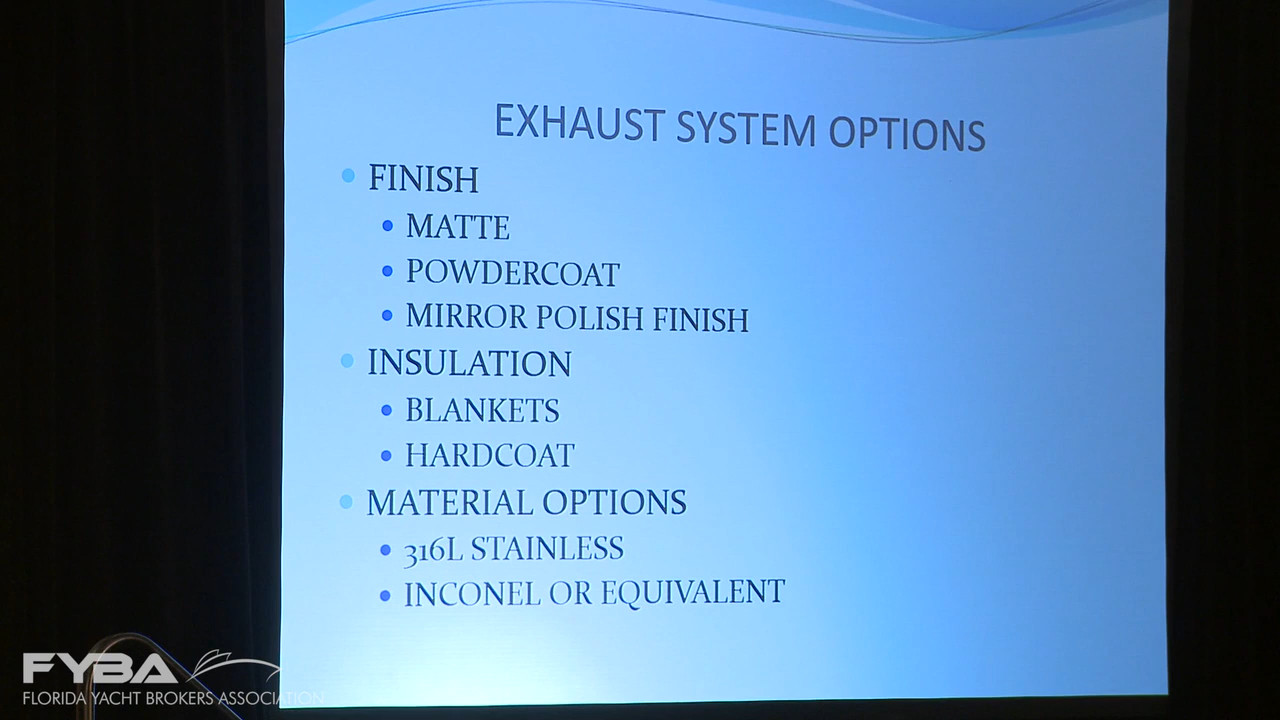 EXHAUST SYSTEM OPTIONS
FINISH
MATTE
POWDERCOAT
MIRROR POLISH FINISH
INSULATION
BLANKETS
HARDCOAT
MATERIAL OPTIONS
316L STAINLESS
INCONEL OR EQUIVALENT
FYBA
FLORIDA YACHT BROKERS ASSOCIATION